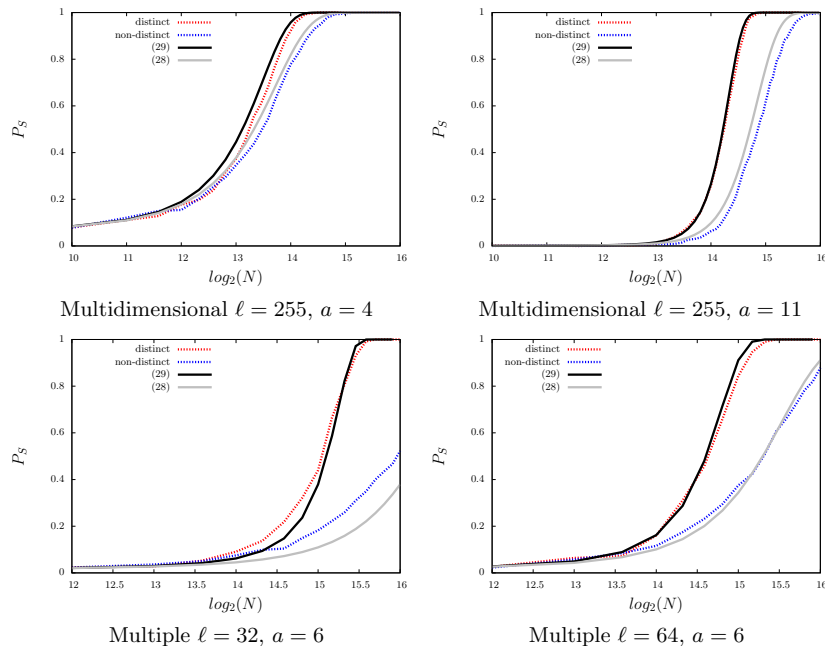 distinct
non-distinct
(29)
(28)
P_S
0
0.2
0.4
0.6
0.8
1
10 11 12 13 14 15 16
log_2(N)
Multidimensional ℓ = 255, a = 4
distinct
non-distinct
(29)
(28)
P_S
0
0.2
0.4
0.6
0.8
1
10 11 12 13 14 15 16
log_2(N)
Multidimensional ℓ = 255, a = 11
distinct
non-distinct
(29)
(28)
P_S
0
0.2
0.4
0.6
0.8
1
12 12.5 13 13.5 14 14.5 15 15.5 16
log_2(N)
Multiple ℓ = 32, a = 6
distinct
non-distinct
(29)
(28)
P_S
0
0.2
0.4
0.6
0.8
1
12 12.5 13 13.5 14 14.5 15 15.5 16
log_2(N)
Multiple ℓ = 64, a = 6